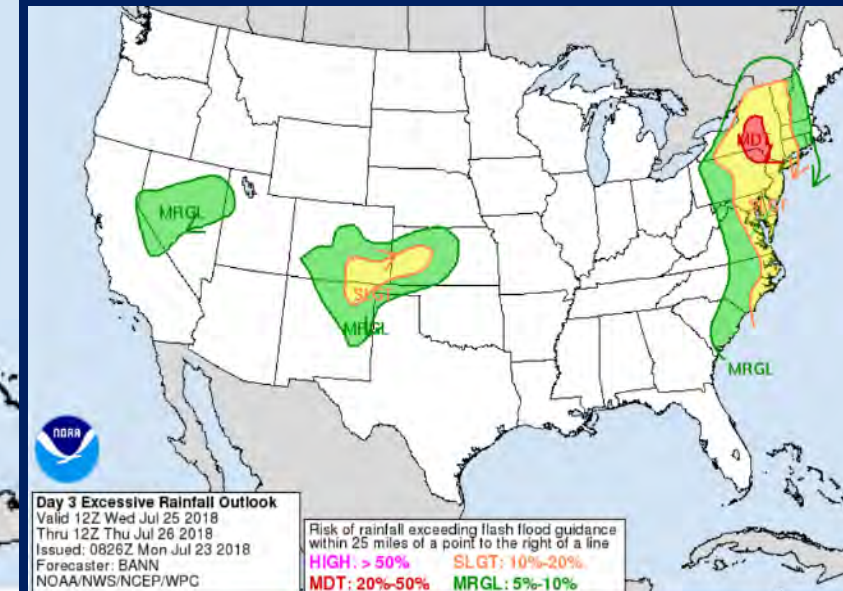 MDT
MRGL
SLGT
SLGT
MRGL
MRGL
NOAA
Day 3 Excessive Rainfall Outlook
Valid 12Z Wed Jul 25 2018
Thru 12Z Thu Jul 26 2018
Issued: 0826Z Mon Jul 23 2018
Forecaster: BANN
NOAA/NWS/NCEP/WPC
Risk of rainfall exceeding flash flood guidance
within 25 miles of a point to the right of a line
HIGH: > 50% SLGT: 10%-20%
MDT: 20%-50% MRGL: 5%-10%